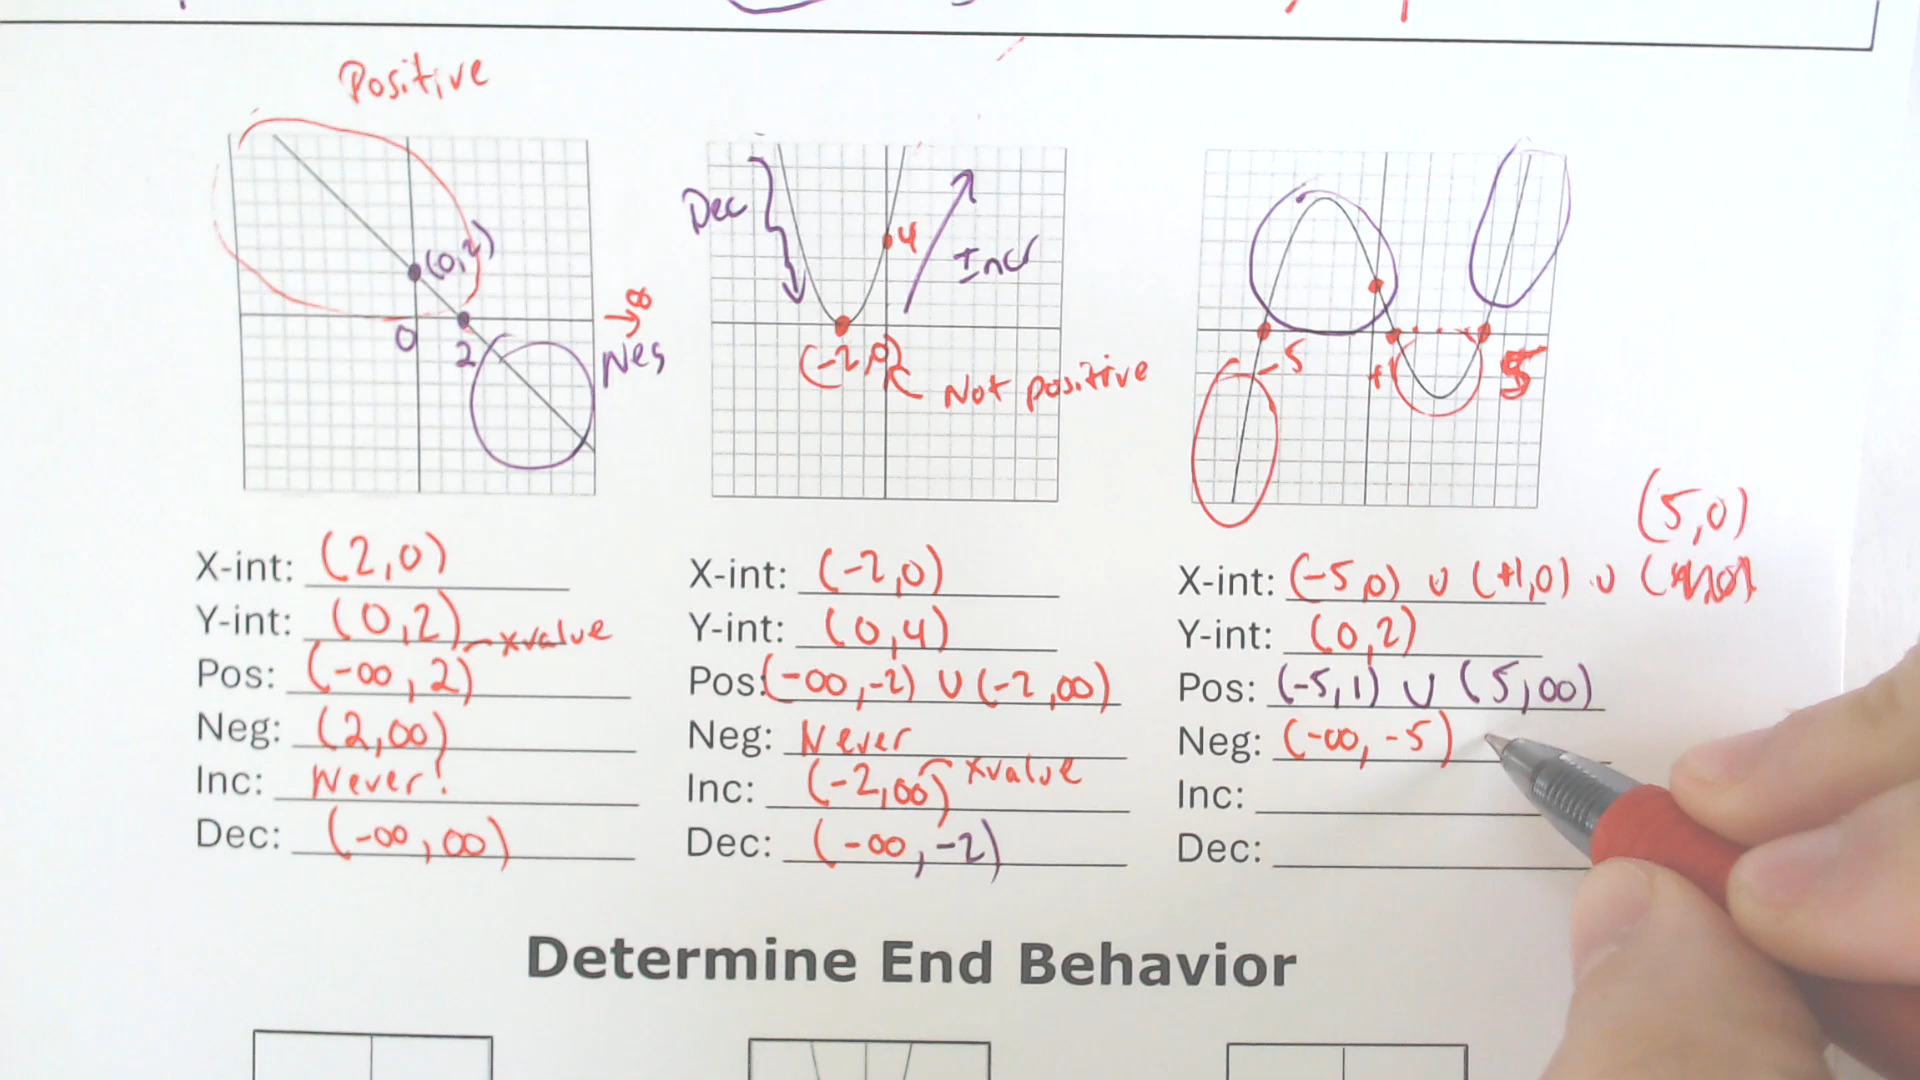 Positive
(0,2)
0
2
∞
Neg
Dec
4
Incr
(-2,0)
Not positive
-5
+1
5
(5,0)
X-int: (2,0)
Y-int: (0,2) xvalue
Pos: (-∞, 2)
Neg: (2,∞)
Inc: Never!
Dec: (-∞, ∞)
X-int: (-2,0)
Y-int: (0,4)
Pos: (-∞,-2) ∪ (-2,∞)
Neg: Never
Inc: (-2,∞) xvalue
Dec: (-∞,-2)
X-int: (-5,0) ∪ (+1,0) ∪ (
Y-int: (0,2)
Pos: (-5,1) ∪ (5,∞)
Neg: (-∞, -5)
Inc:
Dec:
Determine End Behavior